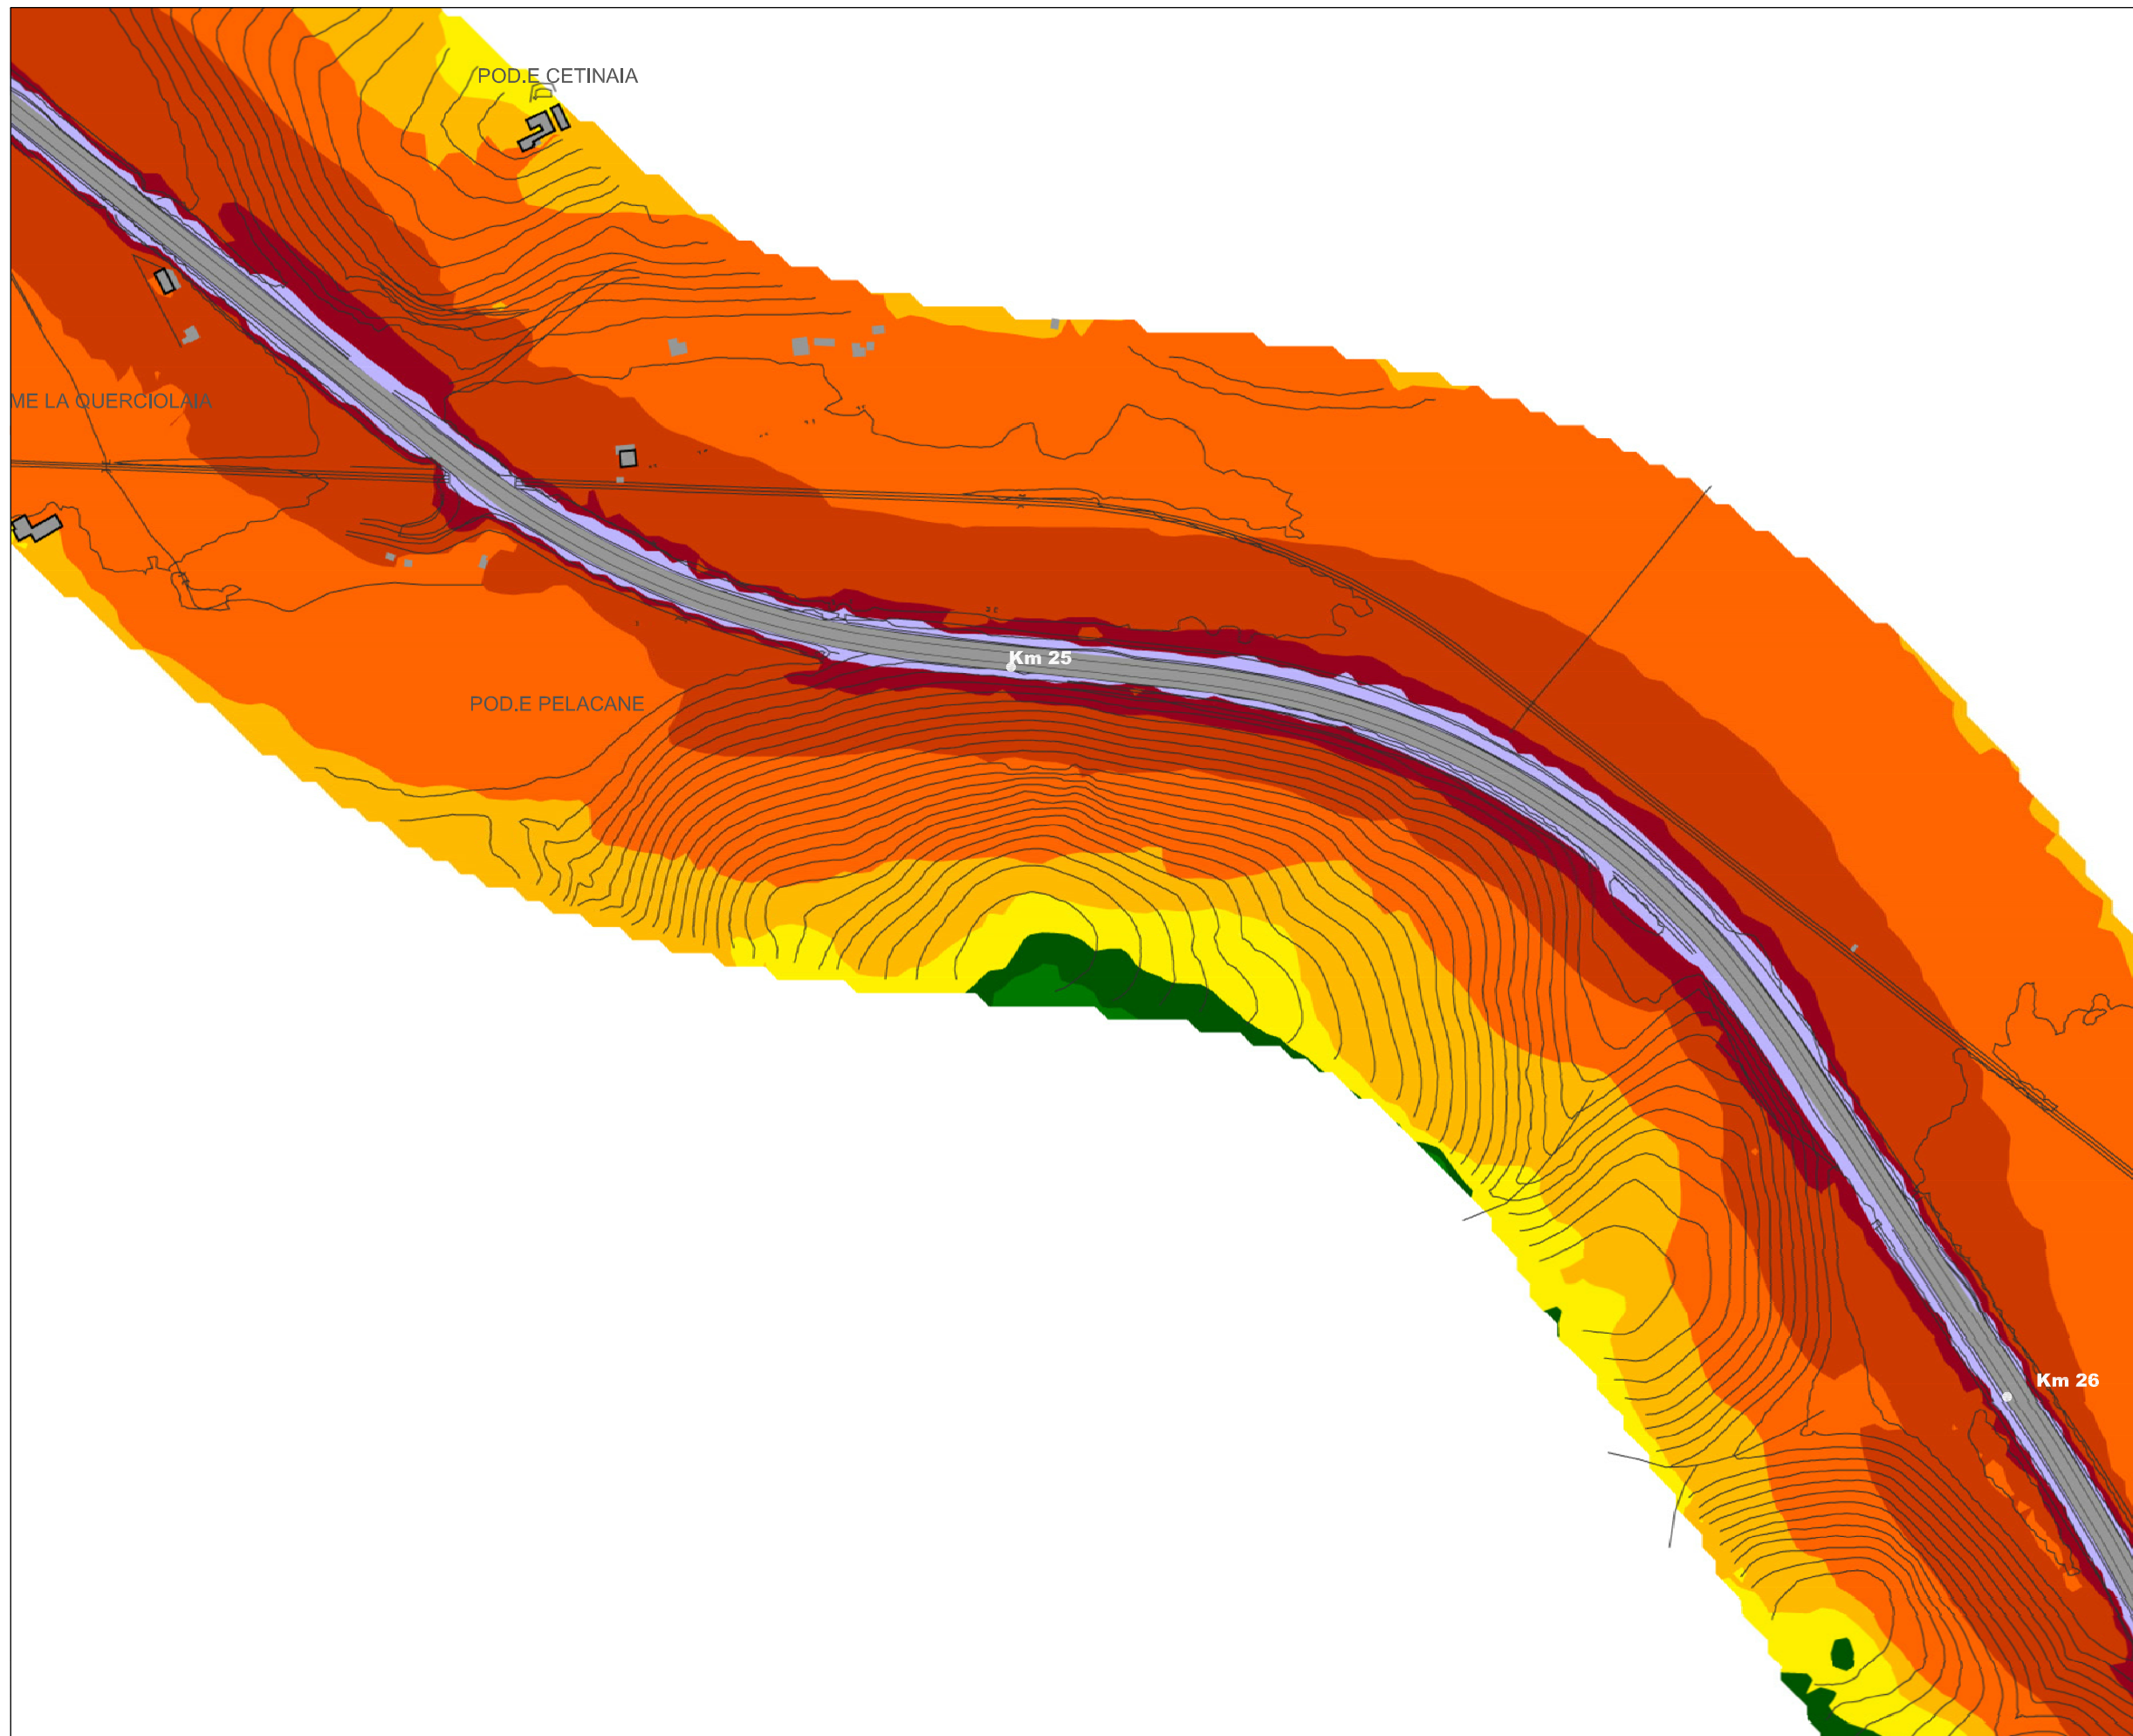 POD.E CETINAIA
ME LA QUERCIOLAIA
Km 25
POD.E PELACANE
Km 26